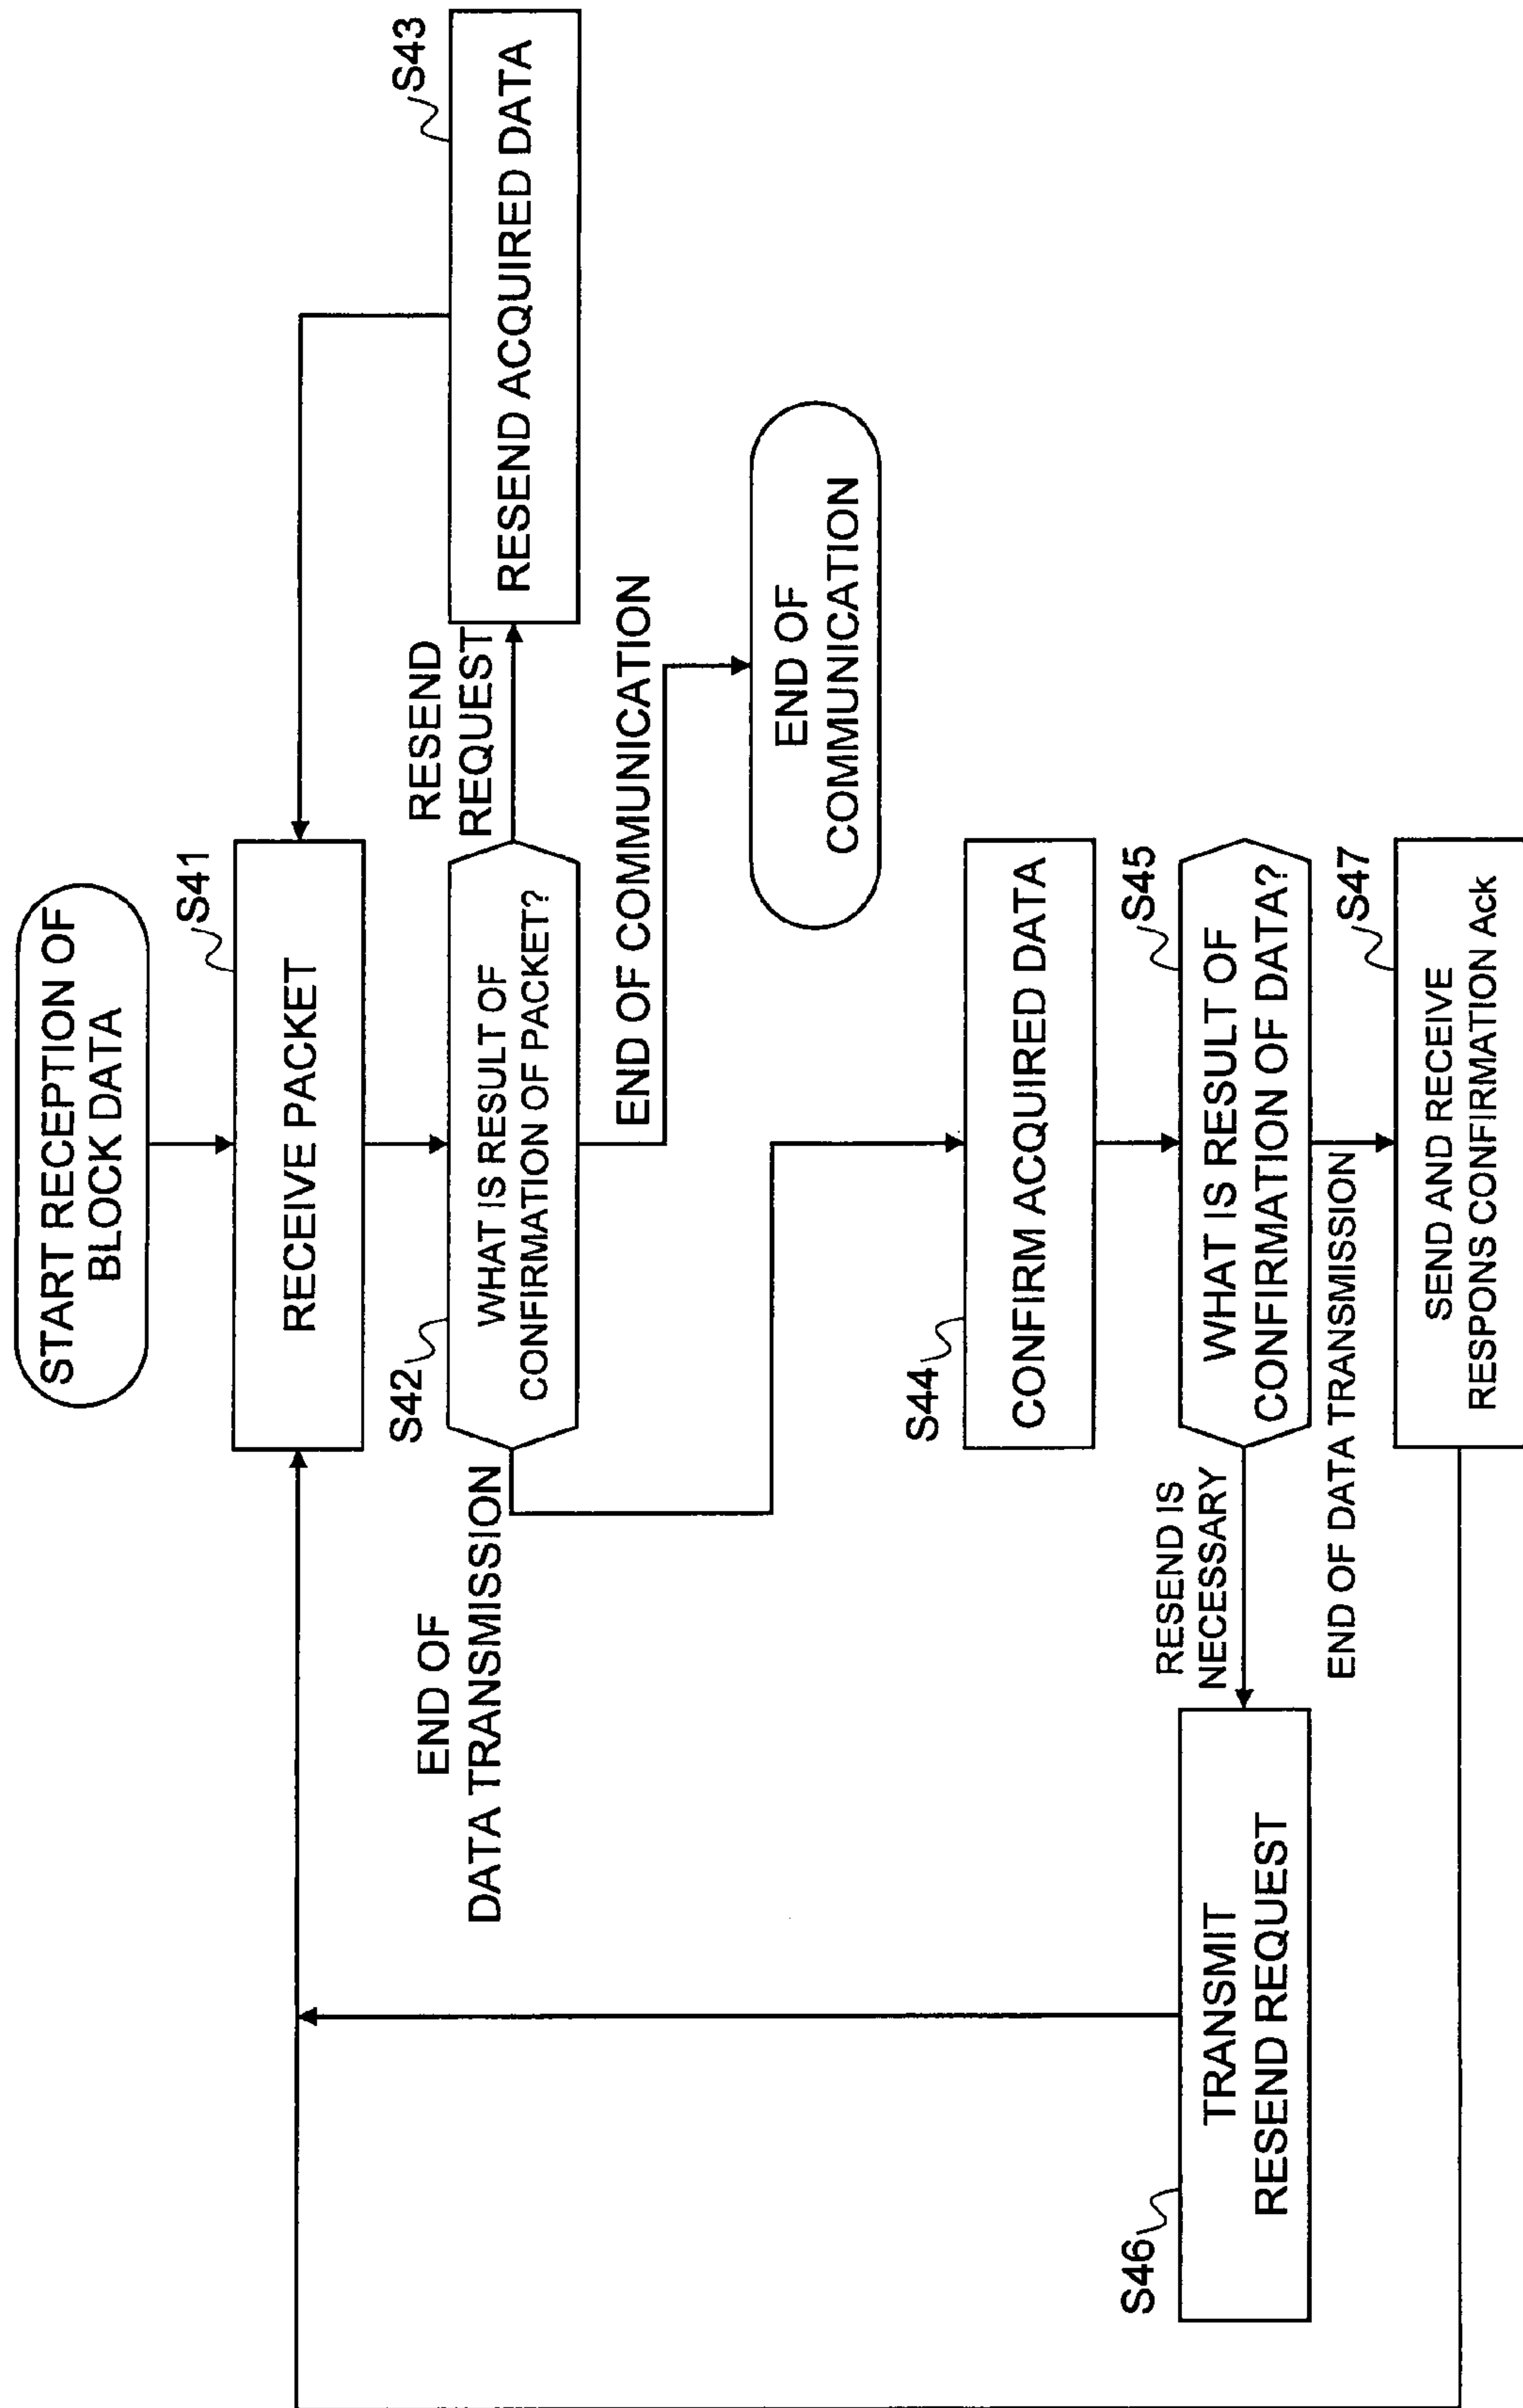 START RECEPTION OF
BLOCK DATA
S41
RECEIVE PACKET
S42
WHAT IS RESULT OF
CONFIRMATION OF PACKET?
RESEND
REQUEST
S43
RESEND ACQUIRED DATA
END OF
DATA TRANSMISSION
END OF COMMUNICATION
END OF
COMMUNICATION
S44
CONFIRM ACQUIRED DATA
S45
WHAT IS RESULT OF
CONFIRMATION OF DATA?
RESEND IS
NECESSARY
S46
TRANSMIT
RESEND REQUEST
END OF DATA TRANSMISSION
S47
SEND AND RECEIVE
RESPONS CONFIRMATION Ack